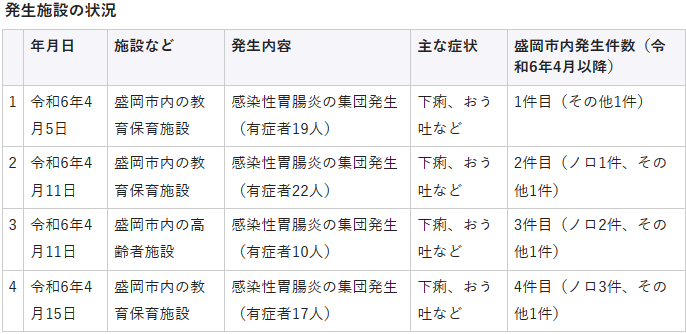 発生施設の状況
年月日 施設など 発生内容 主な症状 盛岡市内発生件数（令
和6年4月以降）
1 令和6年4 盛岡市内の教 感染性胃腸炎の集団発生 下痢、おう 1件目（その他1件）
月5日 育保育施設 （有症者19人） 吐など
2 令和6年4 盛岡市内の教 感染性胃腸炎の集団発生 下痢、おう 2件目（ノロ1件、その
月11日 育保育施設 （有症者22人） 吐など 他1件）
3 令和6年4 盛岡市内の高 感染性胃腸炎の集団発生 下痢、おう 3件目（ノロ2件、その
月11日 齢者施設 （有症者10人） 吐など 他1件）
4 令和6年4 盛岡市内の教 感染性胃腸炎の集団発生 下痢、おう 4件目（ノロ3件、その
月15日 育保育施設 （有症者17人） 吐など 他1件）